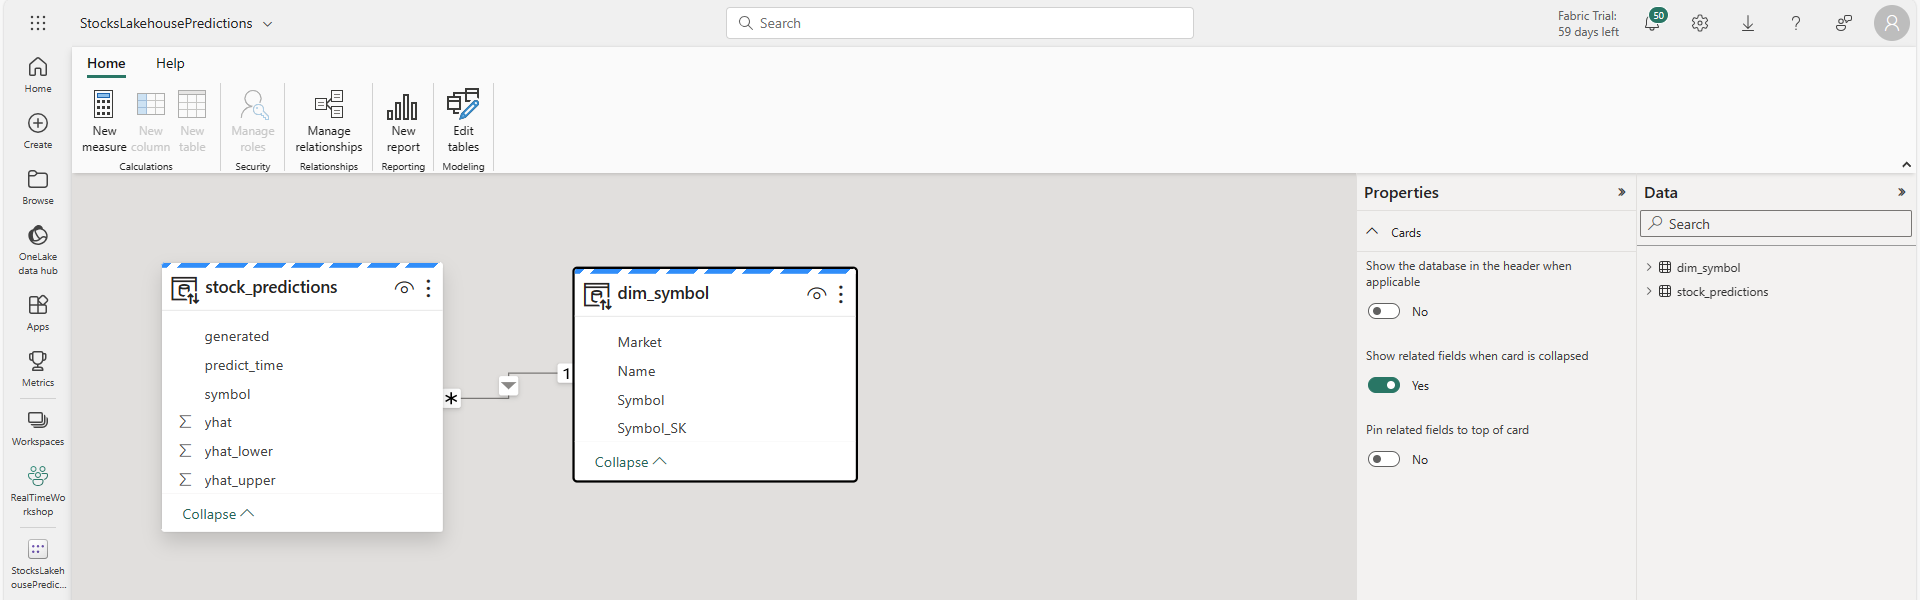 StocksLakehousePredictions
Search
Fabric Trial:
59 days left
50
Home
Create
Browse
OneLake
data hub
Apps
Metrics
Workspaces
RealTimeWo
rkshop
StocksLakeh
ousePredic...
Home
Help
New
measure
New
column
New
table
Calculations
Manage
roles
Security
Manage
relationships
Relationships
New
report
Reporting
Edit
tables
Modeling
stock_predictions
generated
predict_time
symbol
Σ yhat
Σ yhat_lower
Σ yhat_upper
Collapse
*
1
dim_symbol
Market
Name
Symbol
Symbol_SK
Collapse
Properties
Cards
Show the database in the header when
applicable
No
Show related fields when card is collapsed
Yes
Pin related fields to top of card
No
Data
Search
dim_symbol
stock_predictions